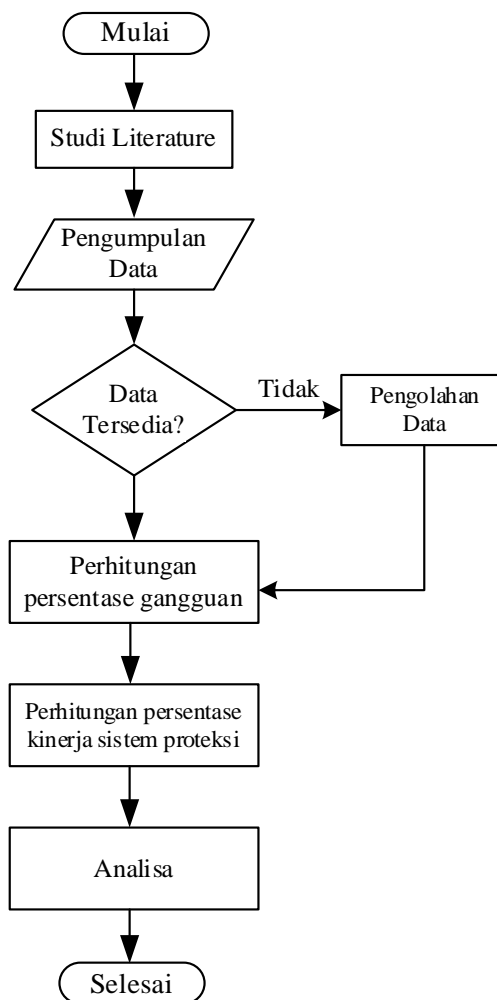 Mulai
Studi Literature
Pengumpulan
Data
Data
Tersedia?
Tidak
Pengolahan
Data
Perhitungan
persentase gangguan
Perhitungan persentase
kinerja sistem proteksi
Analisa
Selesai